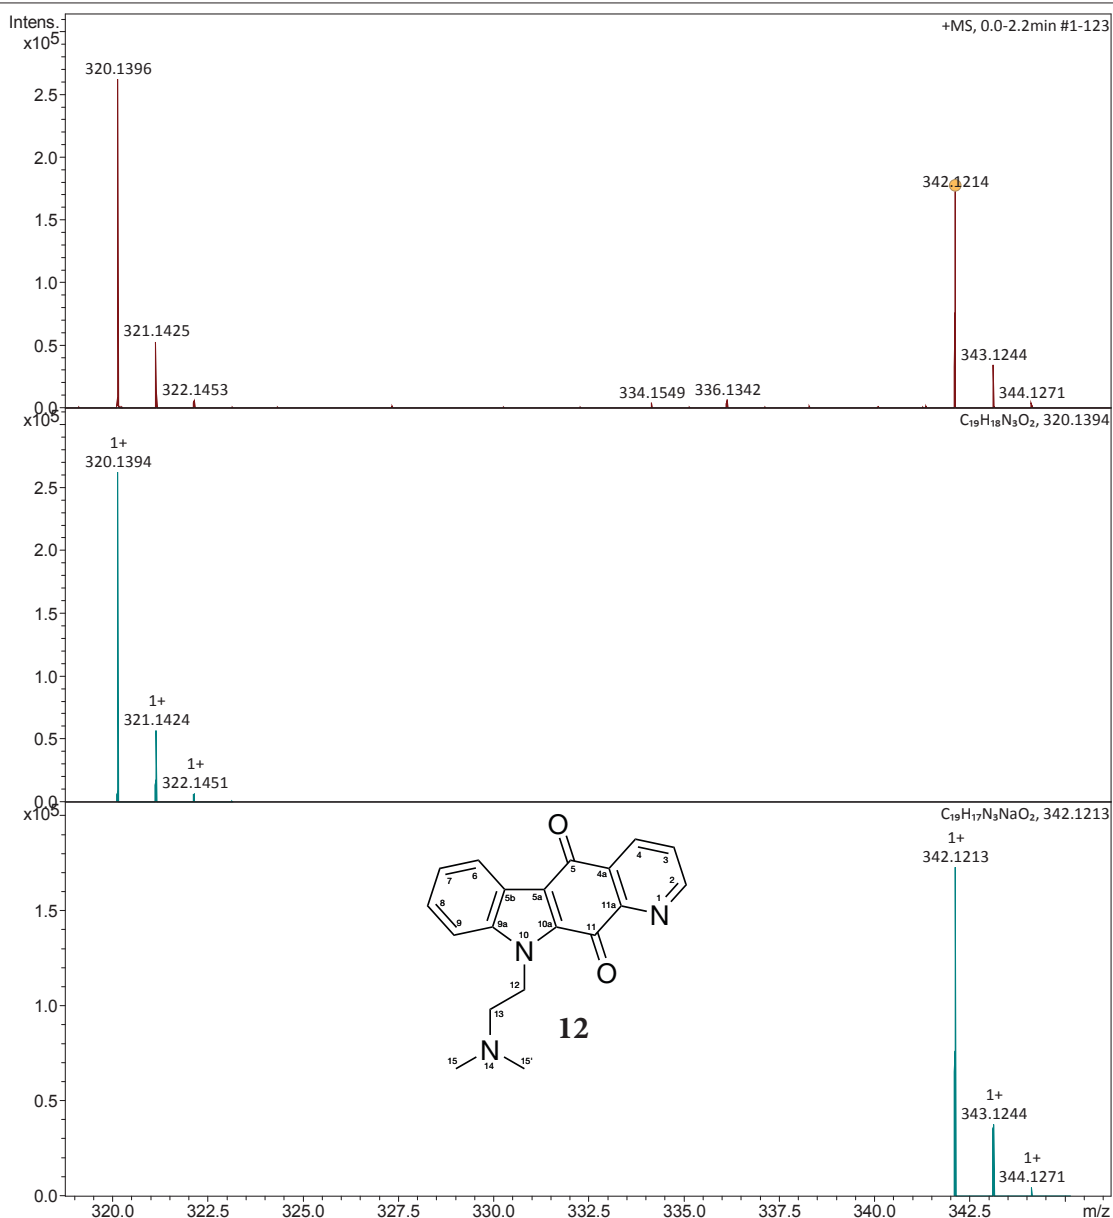 Intens.
x10⁵
+MS, 0.0-2.2min #1-123
320.1396
2.5
2.0
342.1214
1.5
1.0
321.1425
343.1244
0.5
322.1453
334.1549
336.1342
344.1271
0.0
x10⁵
C₁₉H₁₈N₃O₂, 320.1394
1+
320.1394
2.5
2.0
1.5
1.0
1+
321.1424
0.5
1+
322.1451
0.0
x10⁵
C₁₉H₁₇N₃NaO₂, 342.1213
1+
342.1213
O
4
3
5
4a
2
6
7
5b
5a
8
11a
1
N
9
9a
10
10a
11
N
O
12
13
12
N
14
15
15'
1.5
1.0
1+
343.1244
0.5
1+
344.1271
0.0
320.0 322.5 325.0 327.5 330.0 332.5 335.0 337.5 340.0 342.5 m/z